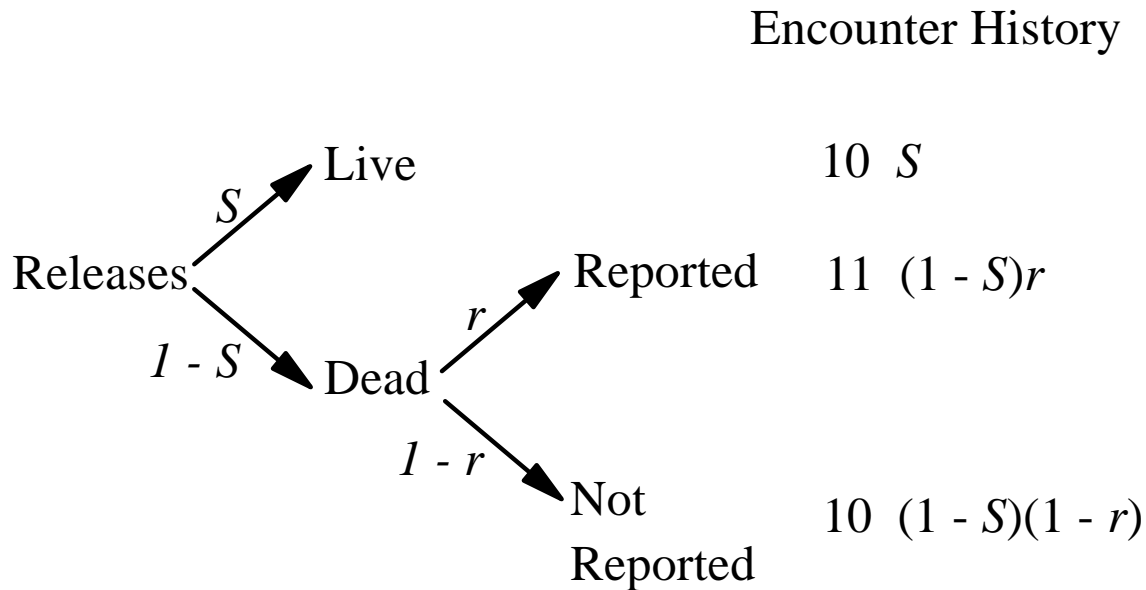 Encounter History
Live
10 S
S
Releases
Reported
11 (1 - S)r
r
1 - S
Dead
1 - r
Not
Reported
10 (1 - S)(1 - r)